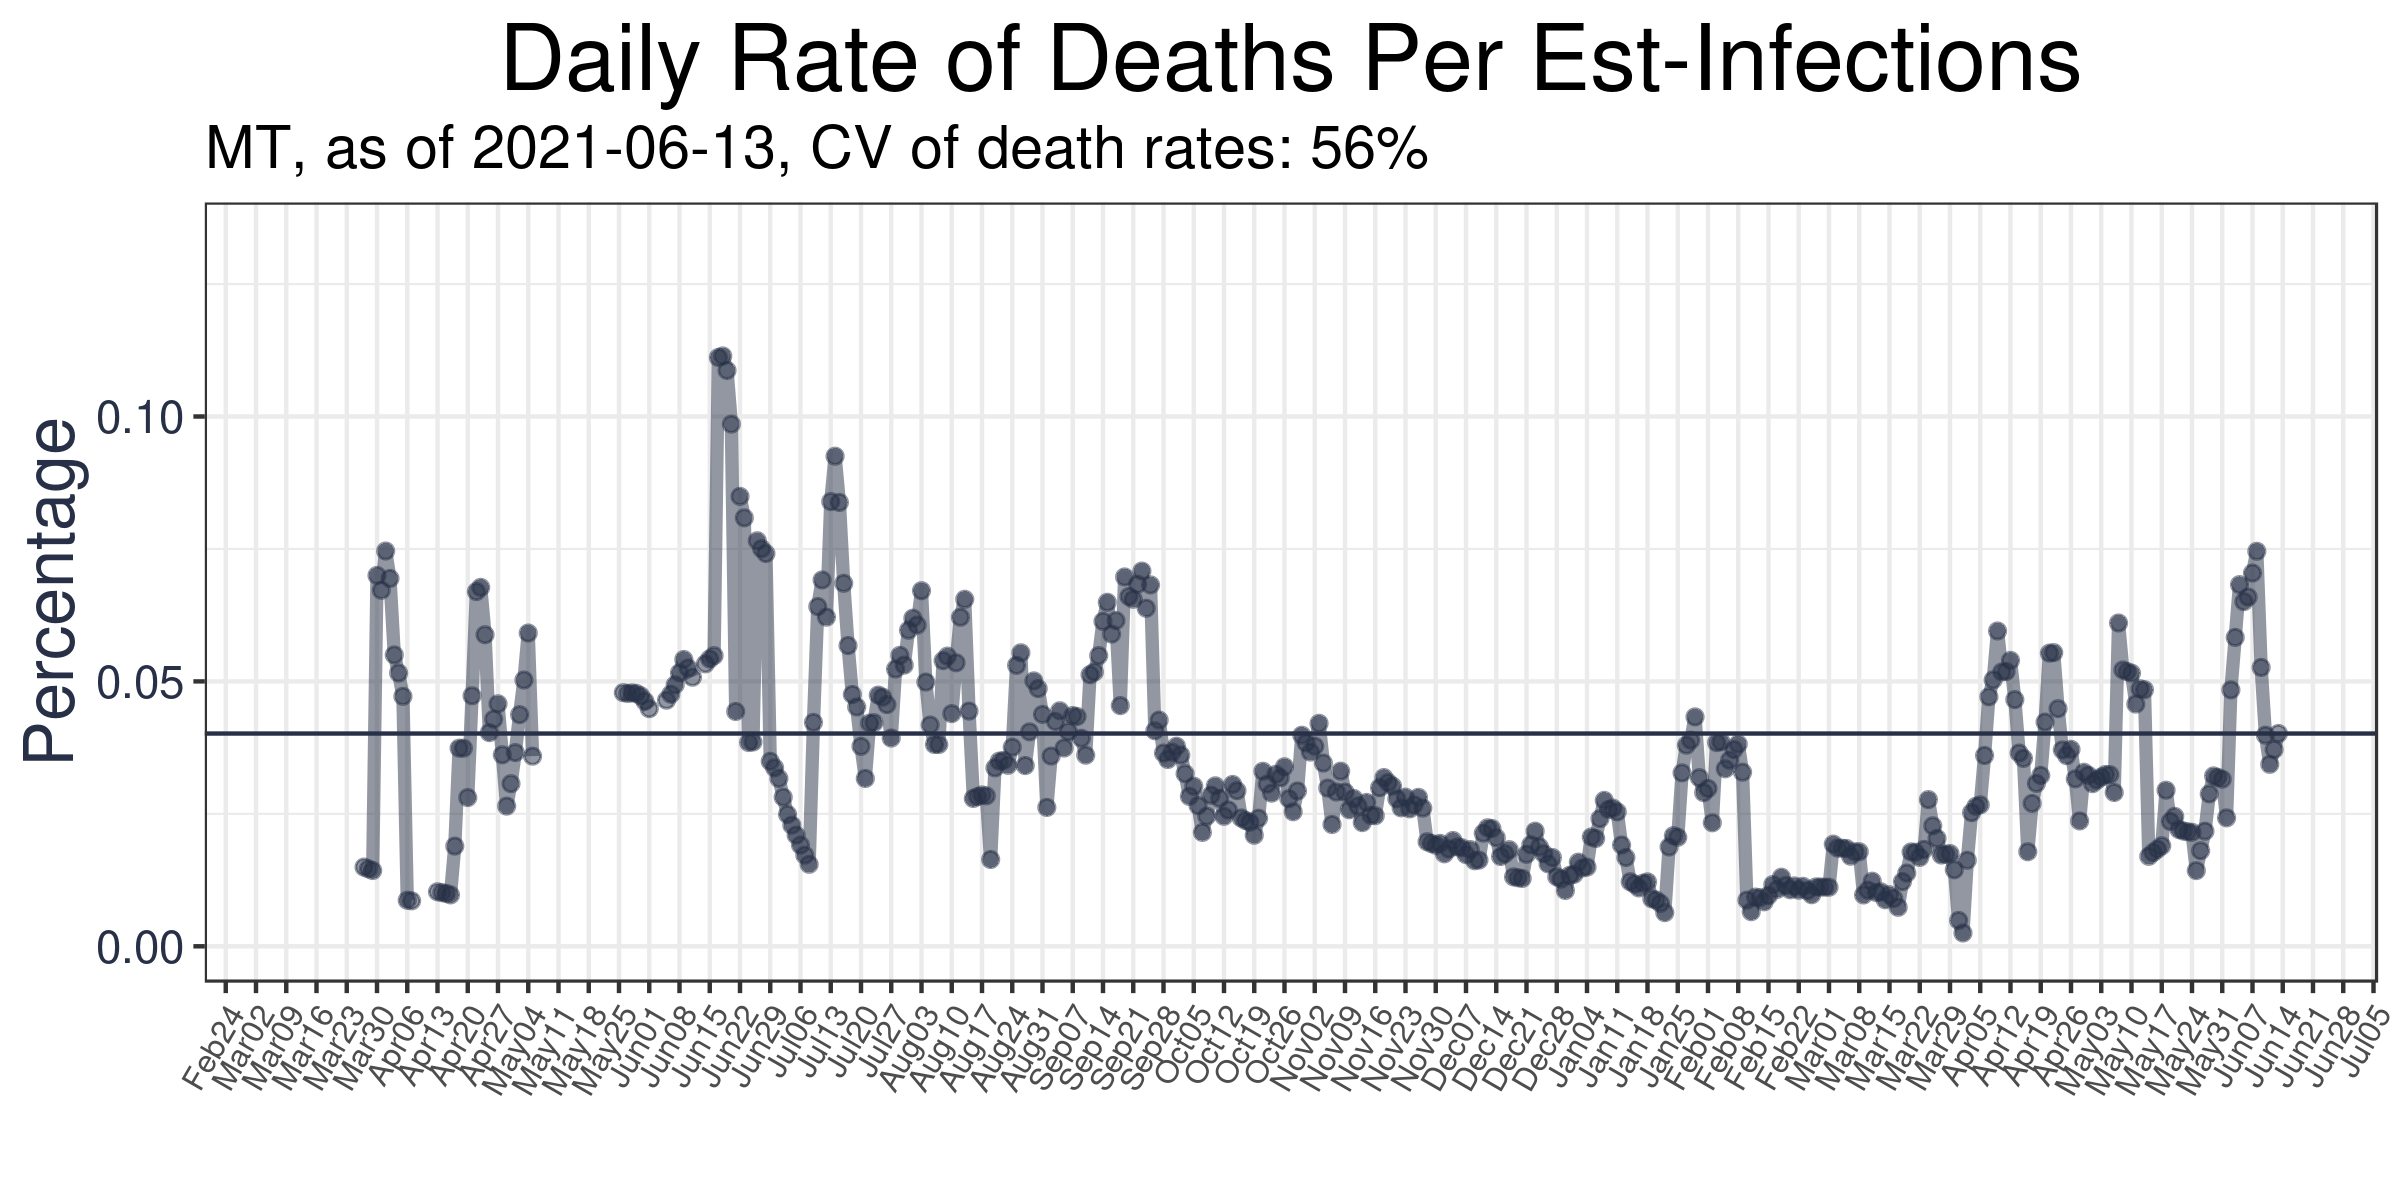 Daily Rate of Deaths Per Est-Infections
MT, as of 2021-06-13, CV of death rates: 56%
Percentage
0.10
0.05
0.00
Feb24
Mar02
Mar09
Mar16
Mar23
Mar30
Apr06
Apr13
Apr20
Apr27
May04
May11
May18
May25
Jun01
Jun08
Jun15
Jun22
Jun29
Jul06
Jul13
Jul20
Jul27
Aug03
Aug10
Aug17
Aug24
Aug31
Sep07
Sep14
Sep21
Sep28
Oct05
Oct12
Oct19
Oct26
Nov02
Nov09
Nov16
Nov23
Nov30
Dec07
Dec14
Dec21
Dec28
Jan04
Jan11
Jan18
Jan25
Feb01
Feb08
Feb15
Feb22
Mar01
Mar08
Mar15
Mar22
Mar29
Apr05
Apr12
Apr19
Apr26
May03
May10
May17
May24
May31
Jun07
Jun14
Jun21
Jun28
Jul05